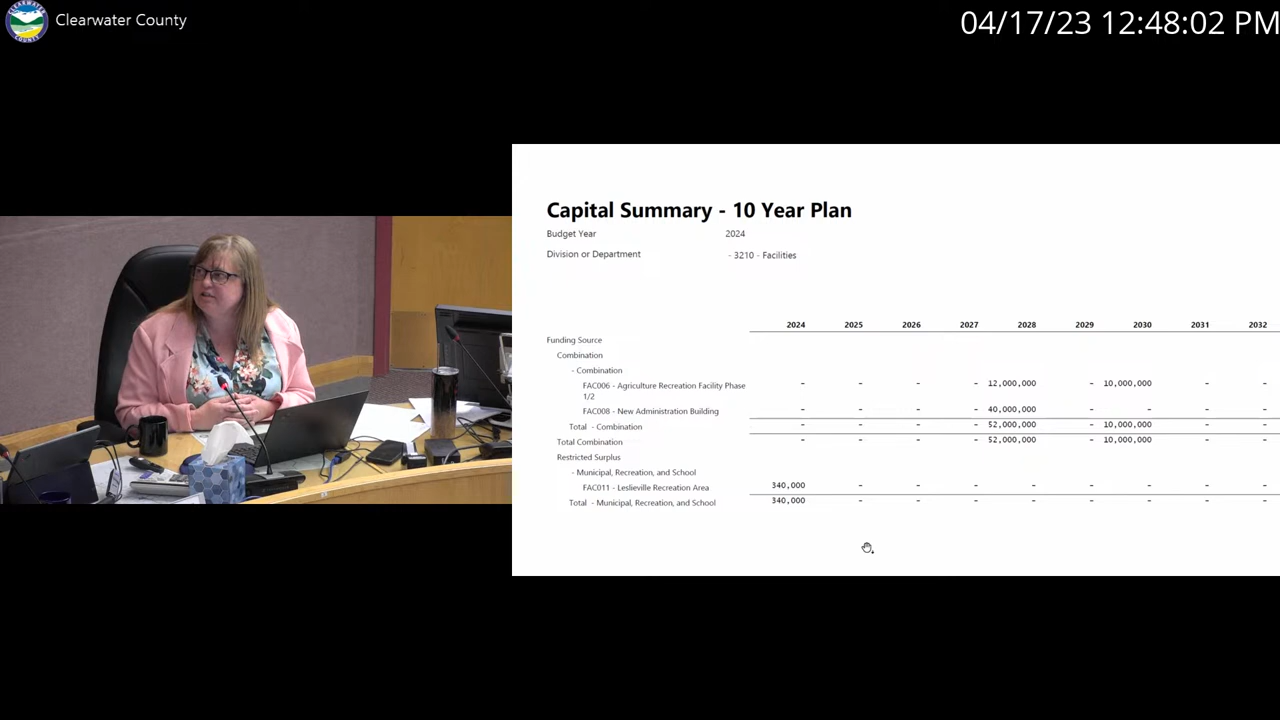 Clearwater County
04/17/23 12:48:02 PM
CLEARWATER
COUNTY
Capital Summary - 10 Year Plan
Budget Year 2024
Division or Department - 3210 - Facilities
2024 2025 2026 2027 2028 2029 2030 2031 2032
Funding Source
Combination
- Combination
FAC006 - Agriculture Recreation Facility Phase 1/2 - - - - 12,000,000 - 10,000,000 - -
FAC008 - New Administration Building - - - - 40,000,000 - - - -
Total - Combination - - - - 52,000,000 - 10,000,000 - -
Total Combination - - - - 52,000,000 - 10,000,000 - -
Restricted Surplus
- Municipal, Recreation, and School
FAC011 - Leslieville Recreation Area 340,000 - - - - - - - -
Total - Municipal, Recreation, and School 340,000 - - - - - - - -